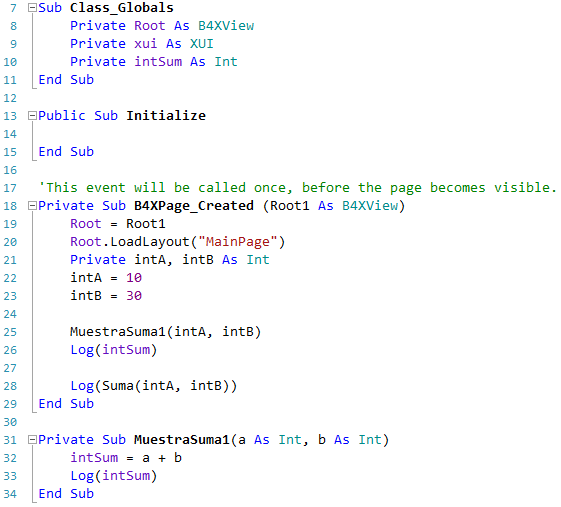 7 Sub Class_Globals
8     Private Root As B4XView
9     Private xui As XUI
10     Private intSum As Int
11 End Sub
12
13 Public Sub Initialize
14
15 End Sub
16
17 'This event will be called once, before the page becomes visible.
18 Private Sub B4XPage_Created (Root1 As B4XView)
19     Root = Root1
20     Root.LoadLayout("MainPage")
21     Private intA, intB As Int
22     intA = 10
23     intB = 30
24
25     MuestraSuma1(intA, intB)
26     Log(intSum)
27
28     Log(Suma(intA, intB))
29 End Sub
30
31 Private Sub MuestraSuma1(a As Int, b As Int)
32     intSum = a + b
33     Log(intSum)
34 End Sub